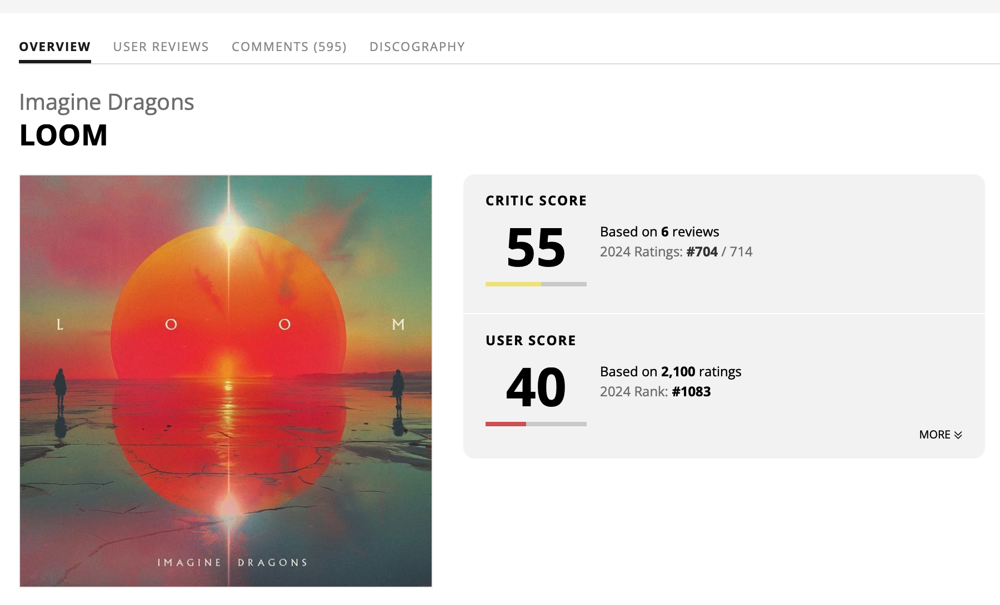 OVERVIEW USER REVIEWS COMMENTS (595) DISCOGRAPHY
Imagine Dragons
LOOM
L O O M
IMAGINE DRAGONS
CRITIC SCORE
55
Based on 6 reviews
2024 Ratings: #704 / 714
USER SCORE
40
Based on 2,100 ratings
2024 Rank: #1083
MORE